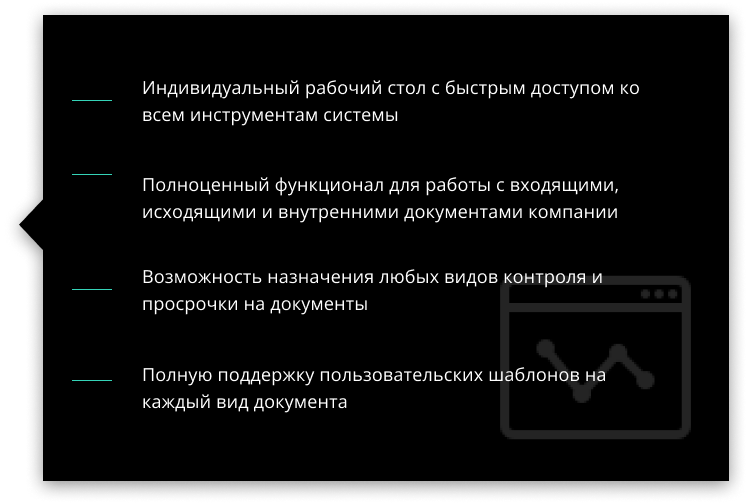 Индивидуальный рабочий стол с быстрым доступом ко
всем инструментам системы
Полноценный функционал для работы с входящими,
исходящими и внутренними документами компании
Возможность назначения любых видов контроля и
просрочки на документы
Полную поддержку пользовательских шаблонов на
каждый вид документа